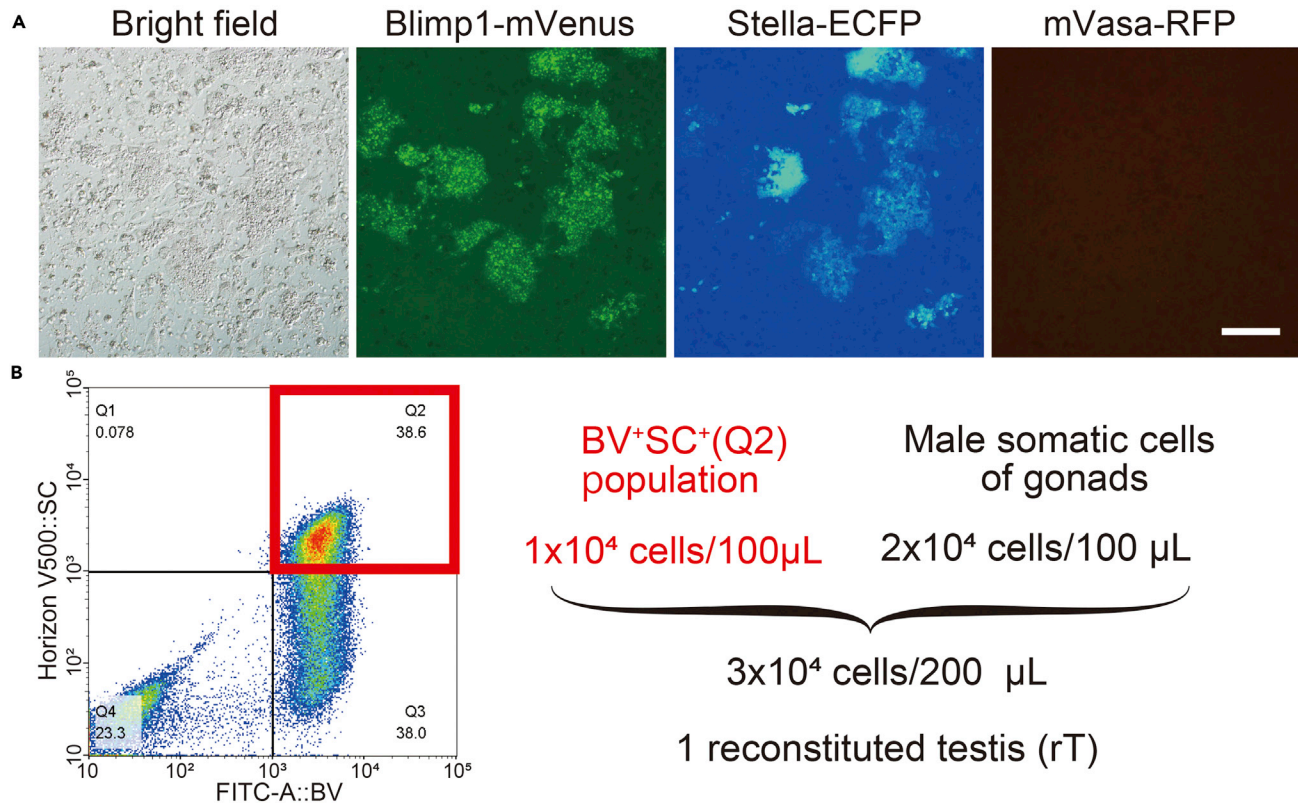 A
Bright field
Blimp1-mVenus
Stella-ECFP
mVasa-RFP
B
Horizon V500::SC
10⁵
10⁴
10³
10²
10
Q1
0.078
Q2
38.6
Q4
23.3
Q3
38.0
10
10²
10³
10⁴
10⁵
FITC-A::BV
BV⁺SC⁺(Q2)
population
1x10⁴ cells/100µL
Male somatic cells
of gonads
2x10⁴ cells/100 µL
3x10⁴ cells/200 µL
1 reconstituted testis (rT)